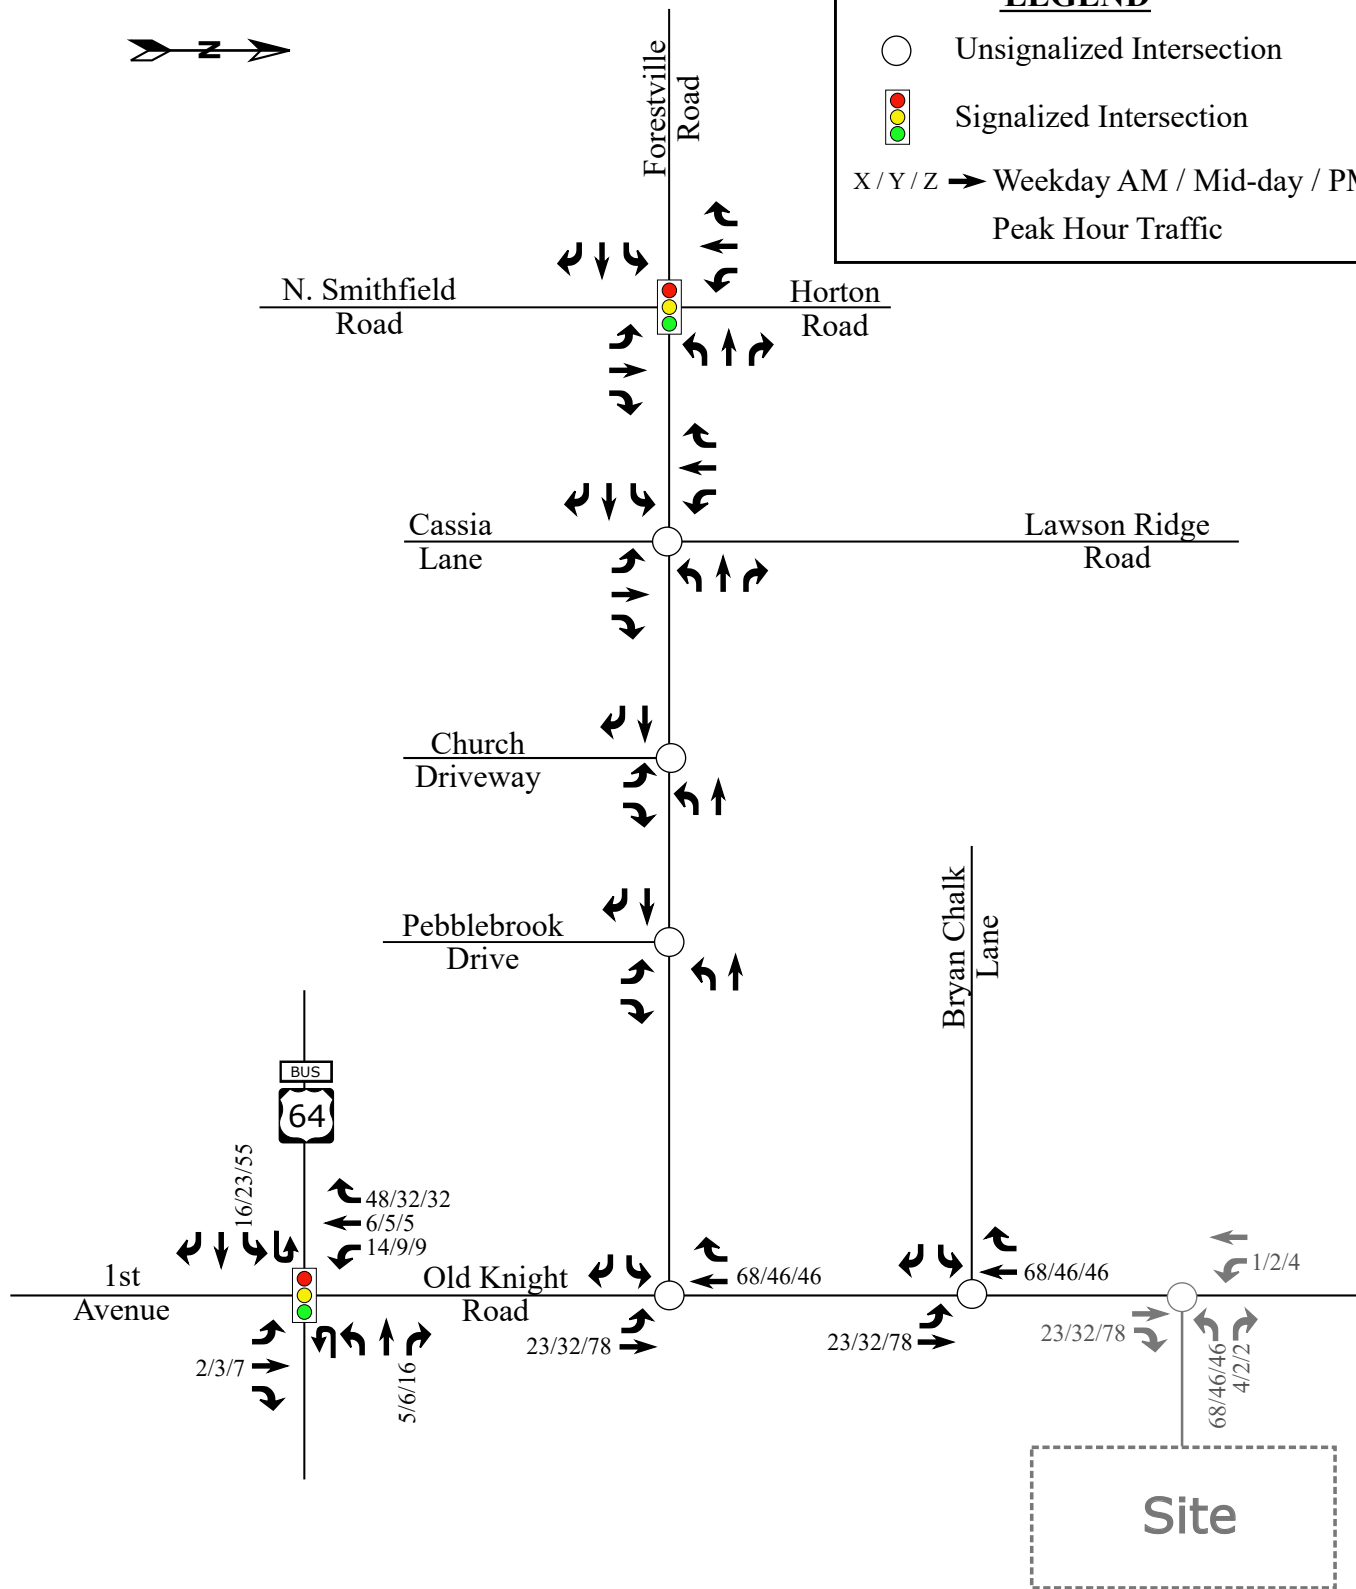 LEGEND
Unsignalized Intersection
Signalized Intersection
X / Y / Z
Weekday AM / Mid-day / PM
Peak Hour Traffic
N
Forestville
Road
N. Smithfield
Road
Horton
Road
Cassia
Lane
Lawson Ridge
Road
Church
Driveway
Pebblebrook
Drive
Bryan Chalk
Lane
BUS
64
16/23/55
48/32/32
6/5/5
14/9/9
1st
Avenue
Old Knight
Road
2/3/7
5/6/16
68/46/46
23/32/78
68/46/46
23/32/78
1/2/4
23/32/78
68/46/46
4/2/2
Site